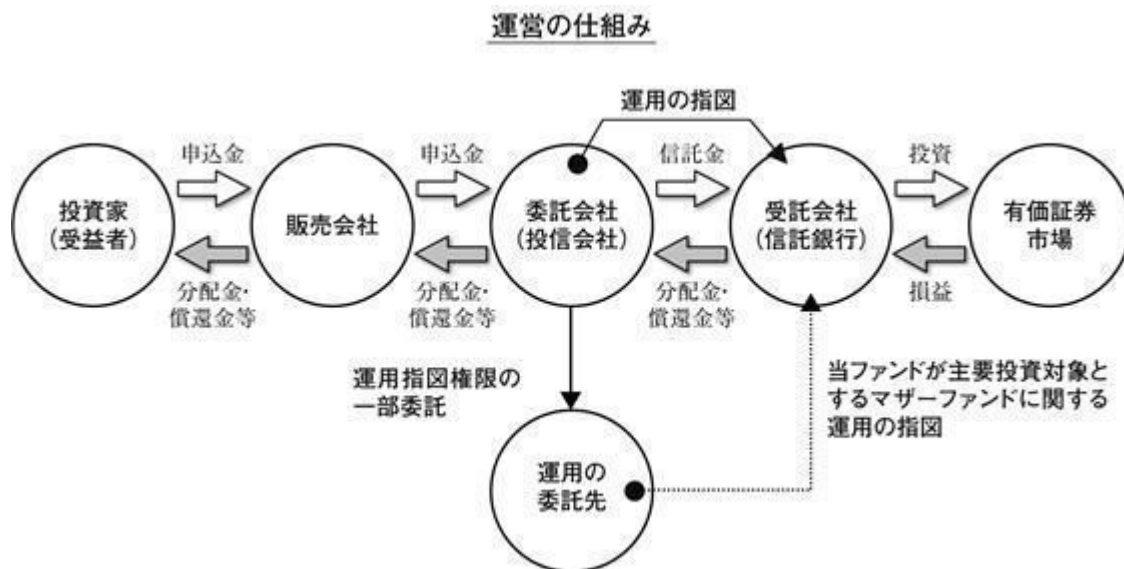 運営の仕組み
運用の指図
申込金
申込金
信託金
投資
投資家
（受益者）
販売会社
委託会社
（投信会社）
受託会社
（信託銀行）
有価証券
市場
分配金・
償還金等
分配金・
償還金等
分配金・
償還金等
損益
運用指図権限の
一部委託
当ファンドが主要投資対象と
するマザーファンドに関する
運用の指図
運用の
委託先